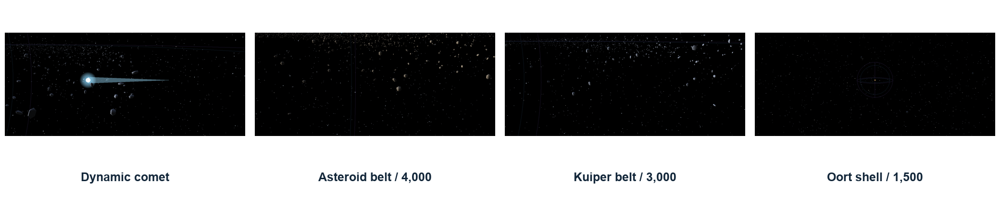 Dynamic comet
Asteroid belt / 4,000
Kuiper belt / 3,000
Oort shell / 1,500